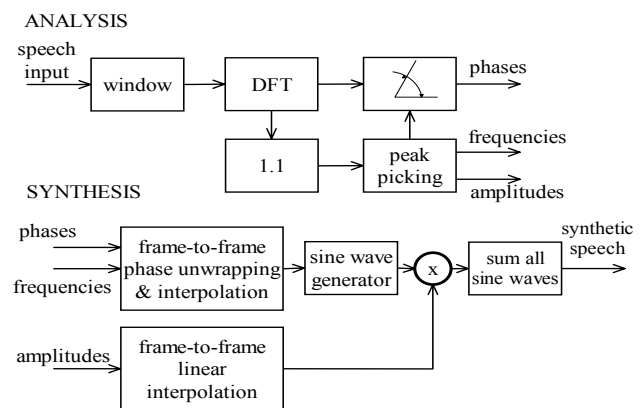 ANALYSIS
speech
input
window
DFT
phases
1.1
peak
picking
frequencies
amplitudes
SYNTHESIS
phases
frequencies
frame-to-frame
phase unwrapping
& interpolation
sine wave
generator
x
sum all
sine waves
synthetic
speech
amplitudes
frame-to-frame
linear
interpolation